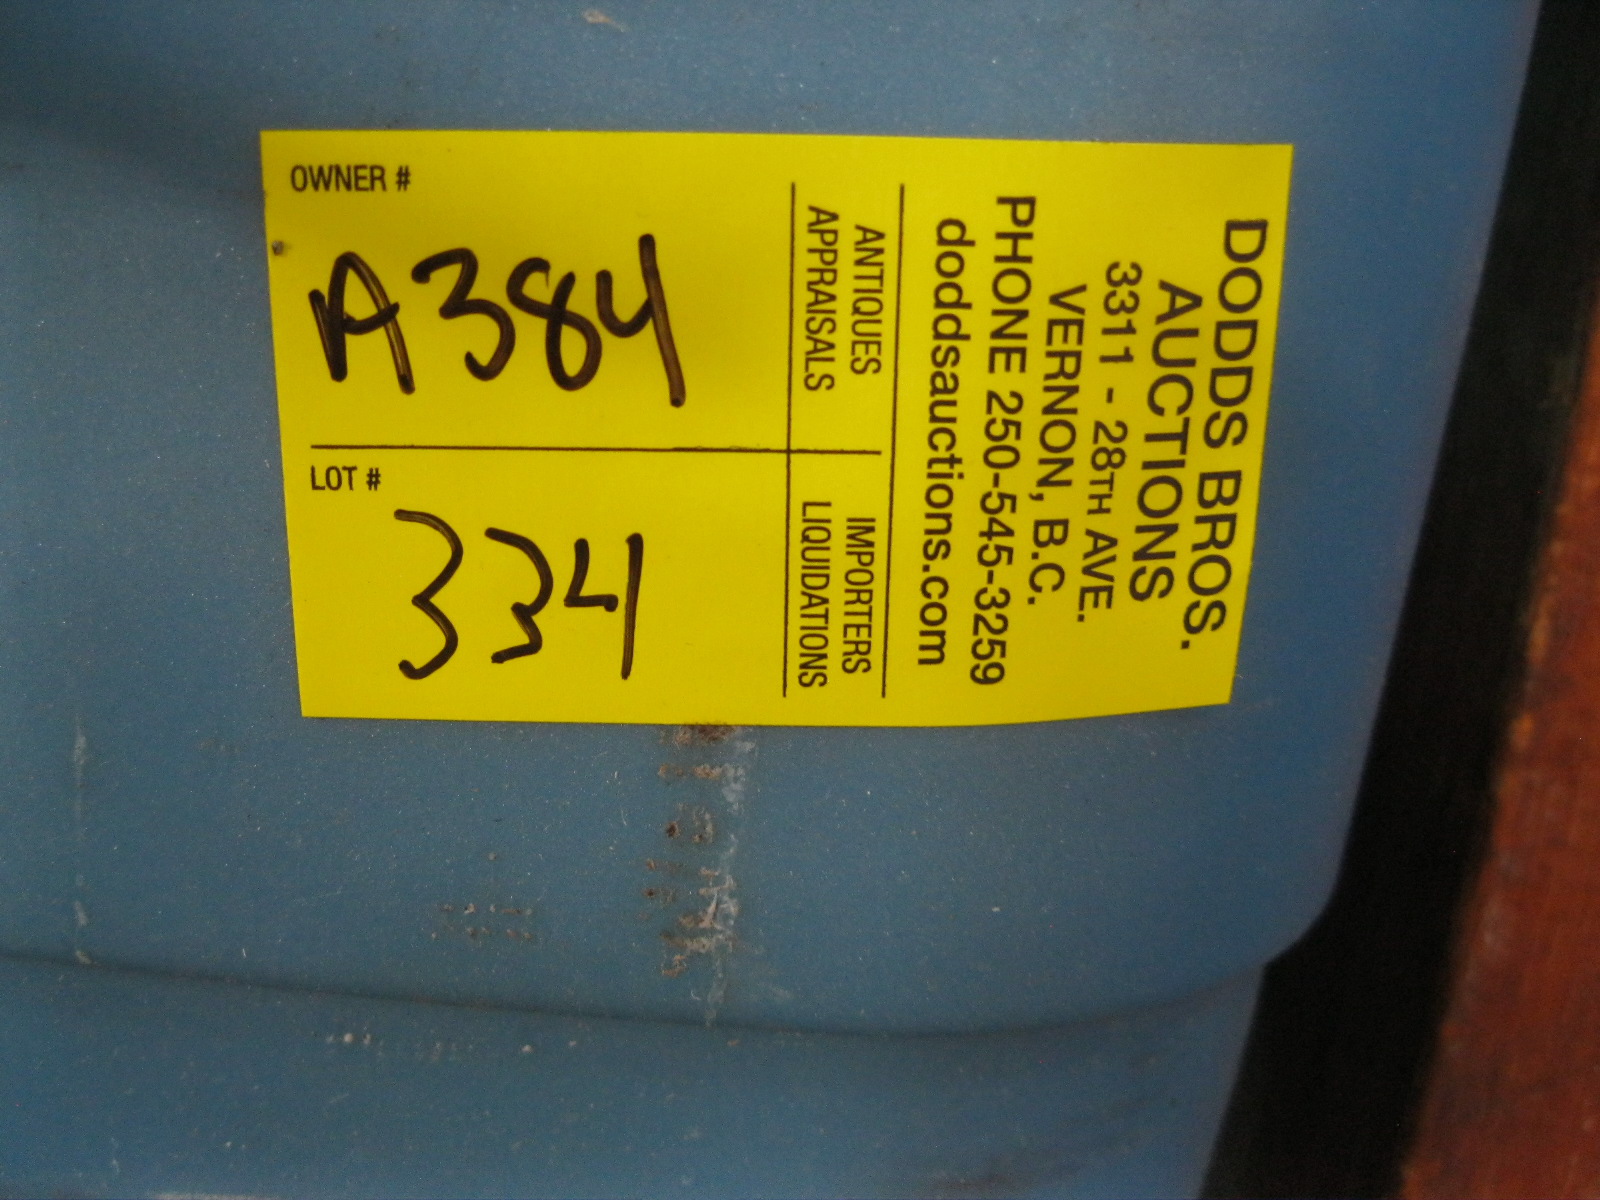 DODDS BROS.
AUCTIONS
3311 - 28TH AVE.
VERNON, B.C.
PHONE 250-545-3259
doddsauctions.com
ANTIQUES
APPRAISALS
IMPORTERS
LIQUIDATIONS
OWNER #
A384
LOT #
334